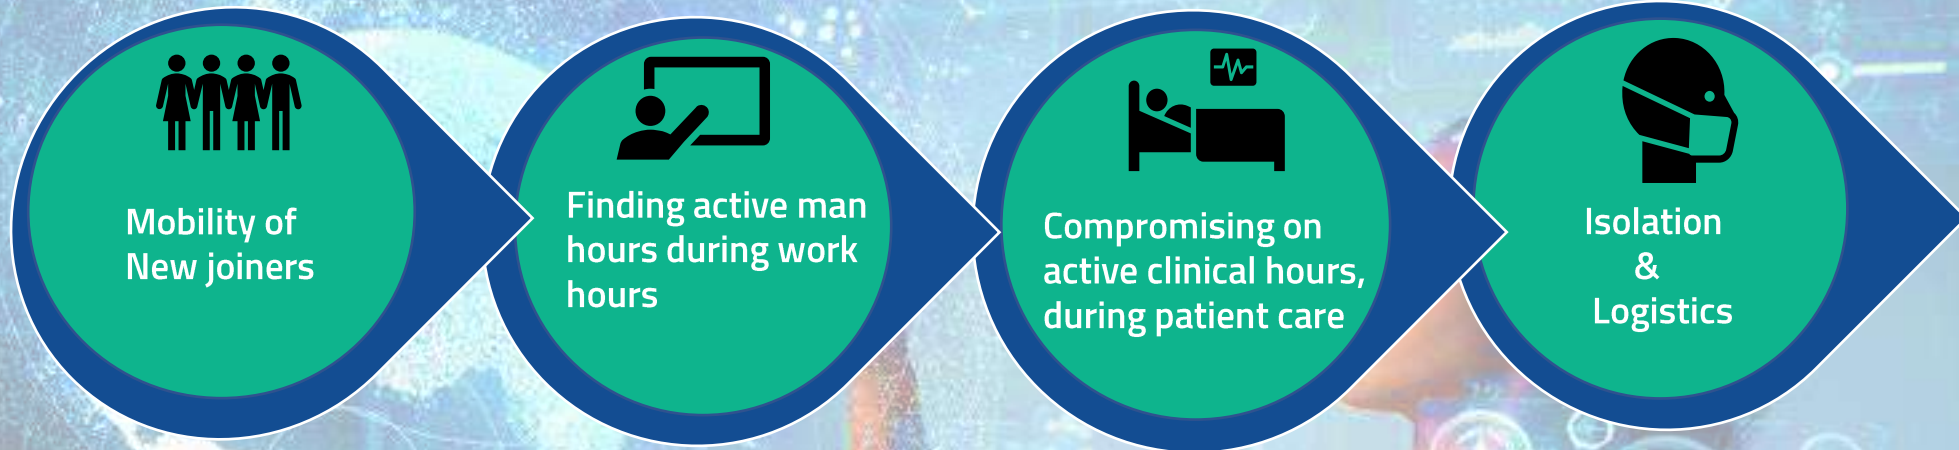 Mobility of
New joiners
Finding active man
hours during work
hours
Compromising on
active clinical hours,
during patient care
Isolation
&
Logistics